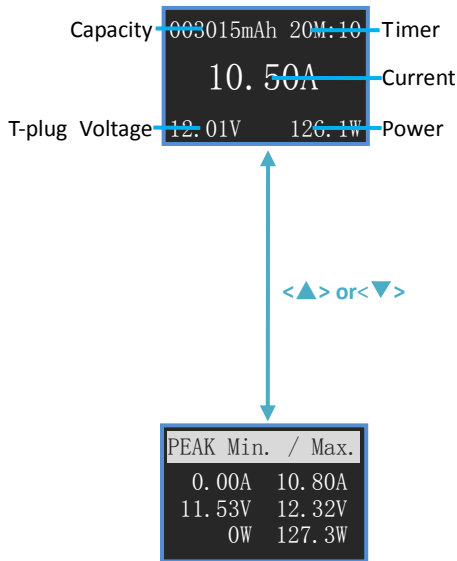 Capacity 003015mAh 20M:10 Timer
10.50A Current
T-plug Voltage 12.01V 126.1W Power
<▲> or<▼>
PEAK Min. / Max.
0.00A 10.80A
11.53V 12.32V
0W 127.3W